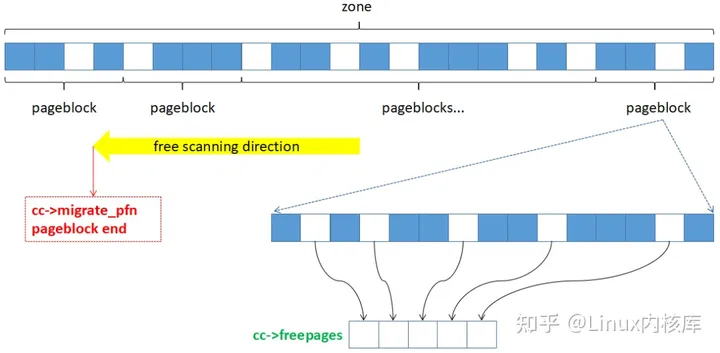 zone
pageblock
pageblock
pageblocks...
pageblock
free scanning direction
cc->migrate_pfn
pageblock end
cc->freepages
知乎 @Linux内核库